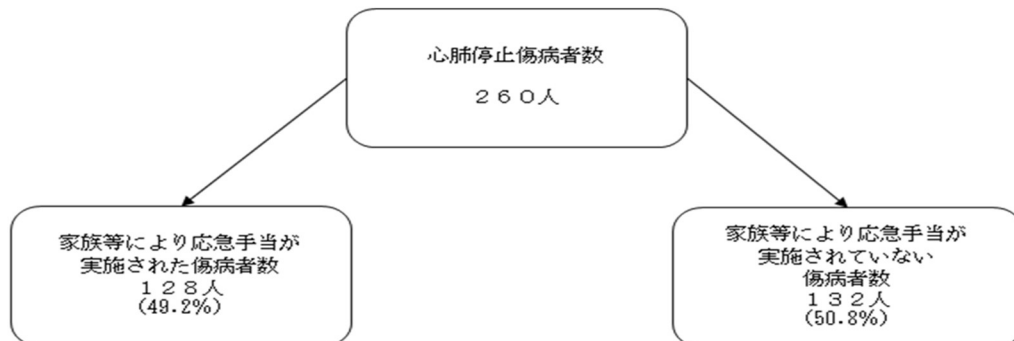 心肺停止傷病者数
２６０人
家族等により応急手当が
実施された傷病者数
１２８人
(49.2%)
家族等により応急手当が
実施されていない
傷病者数
１３２人
(50.8%)